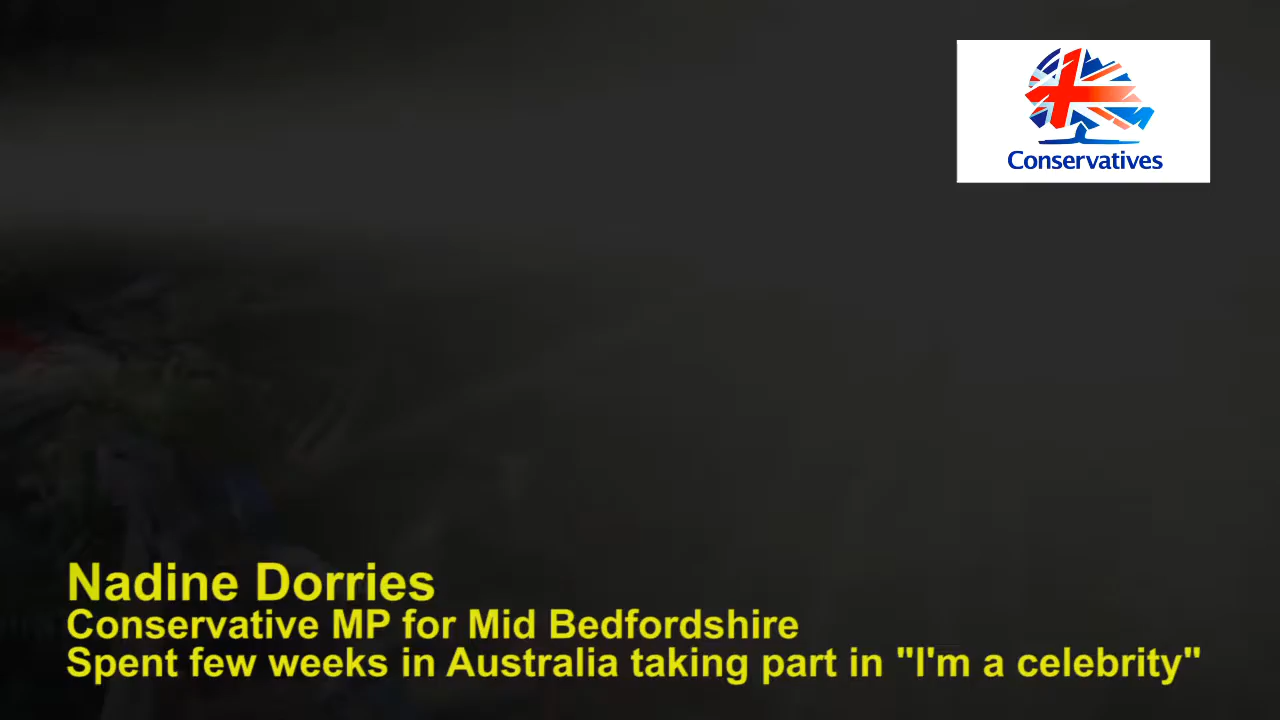 Conservatives
Nadine Dorries
Conservative MP for Mid Bedfordshire
Spent few weeks in Australia taking part in "I'm a celebrity"